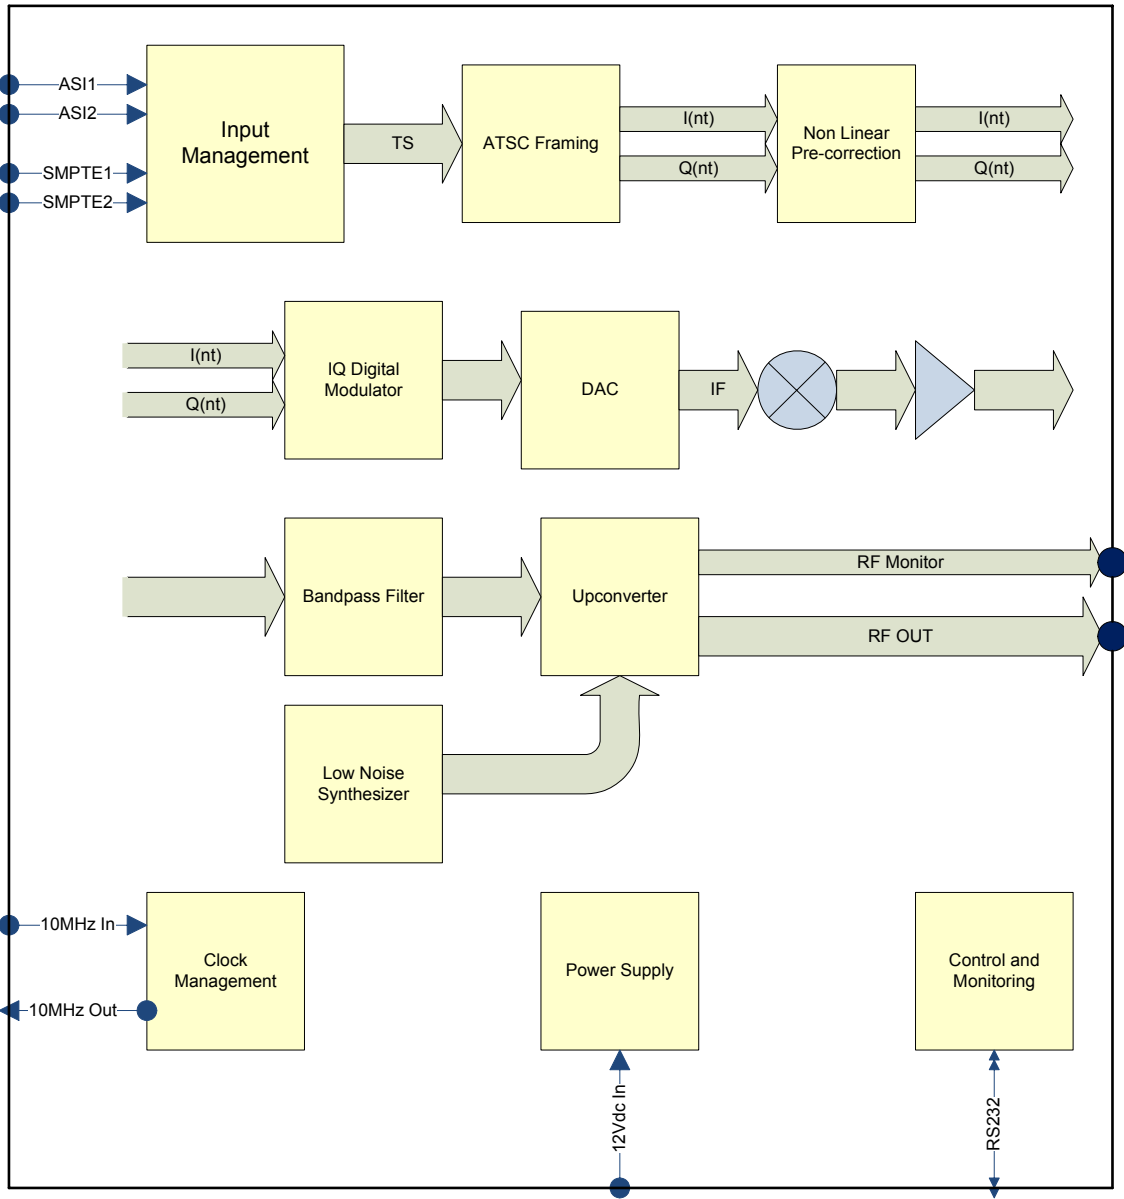 ASI1
ASI2
SMPTE1
SMPTE2
Input
Management
TS
ATSC Framing
I(nt)
Q(nt)
Non Linear
Pre-correction
I(nt)
Q(nt)
I(nt)
Q(nt)
IQ Digital
Modulator
DAC
IF
Bandpass Filter
Upconverter
RF Monitor
RF OUT
Low Noise
Synthesizer
10MHz In
10MHz Out
Clock
Management
Power Supply
12Vdc In
Control and
Monitoring
RS232